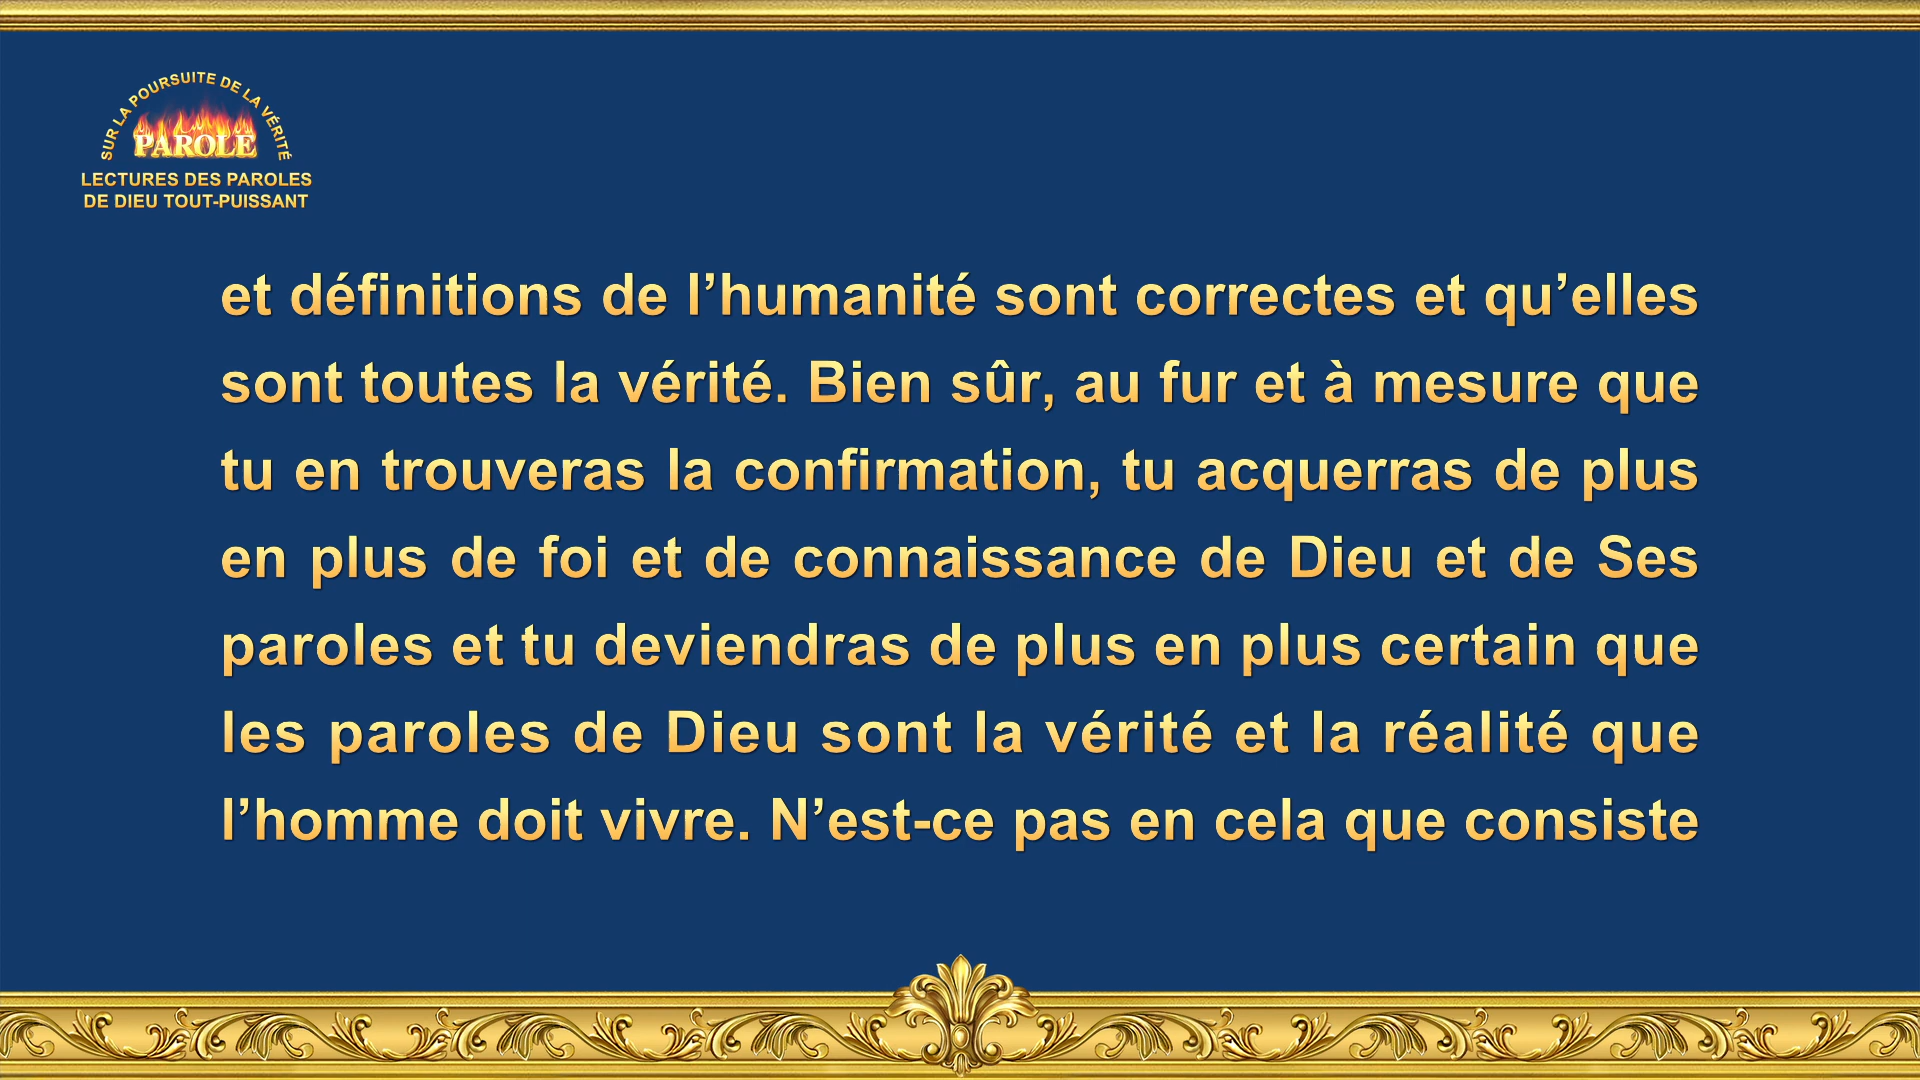 SUR LA POURSUITE DE LA VÉRITÉ
PAROLE
LECTURES DES PAROLES
DE DIEU TOUT-PUISSANT
et définitions de l’humanité sont correctes et qu’elles
sont toutes la vérité. Bien sûr, au fur et à mesure que
tu en trouveras la confirmation, tu acquerras de plus
en plus de foi et de connaissance de Dieu et de Ses
paroles et tu deviendras de plus en plus certain que
les paroles de Dieu sont la vérité et la réalité que
l’homme doit vivre. N’est-ce pas en cela que consiste